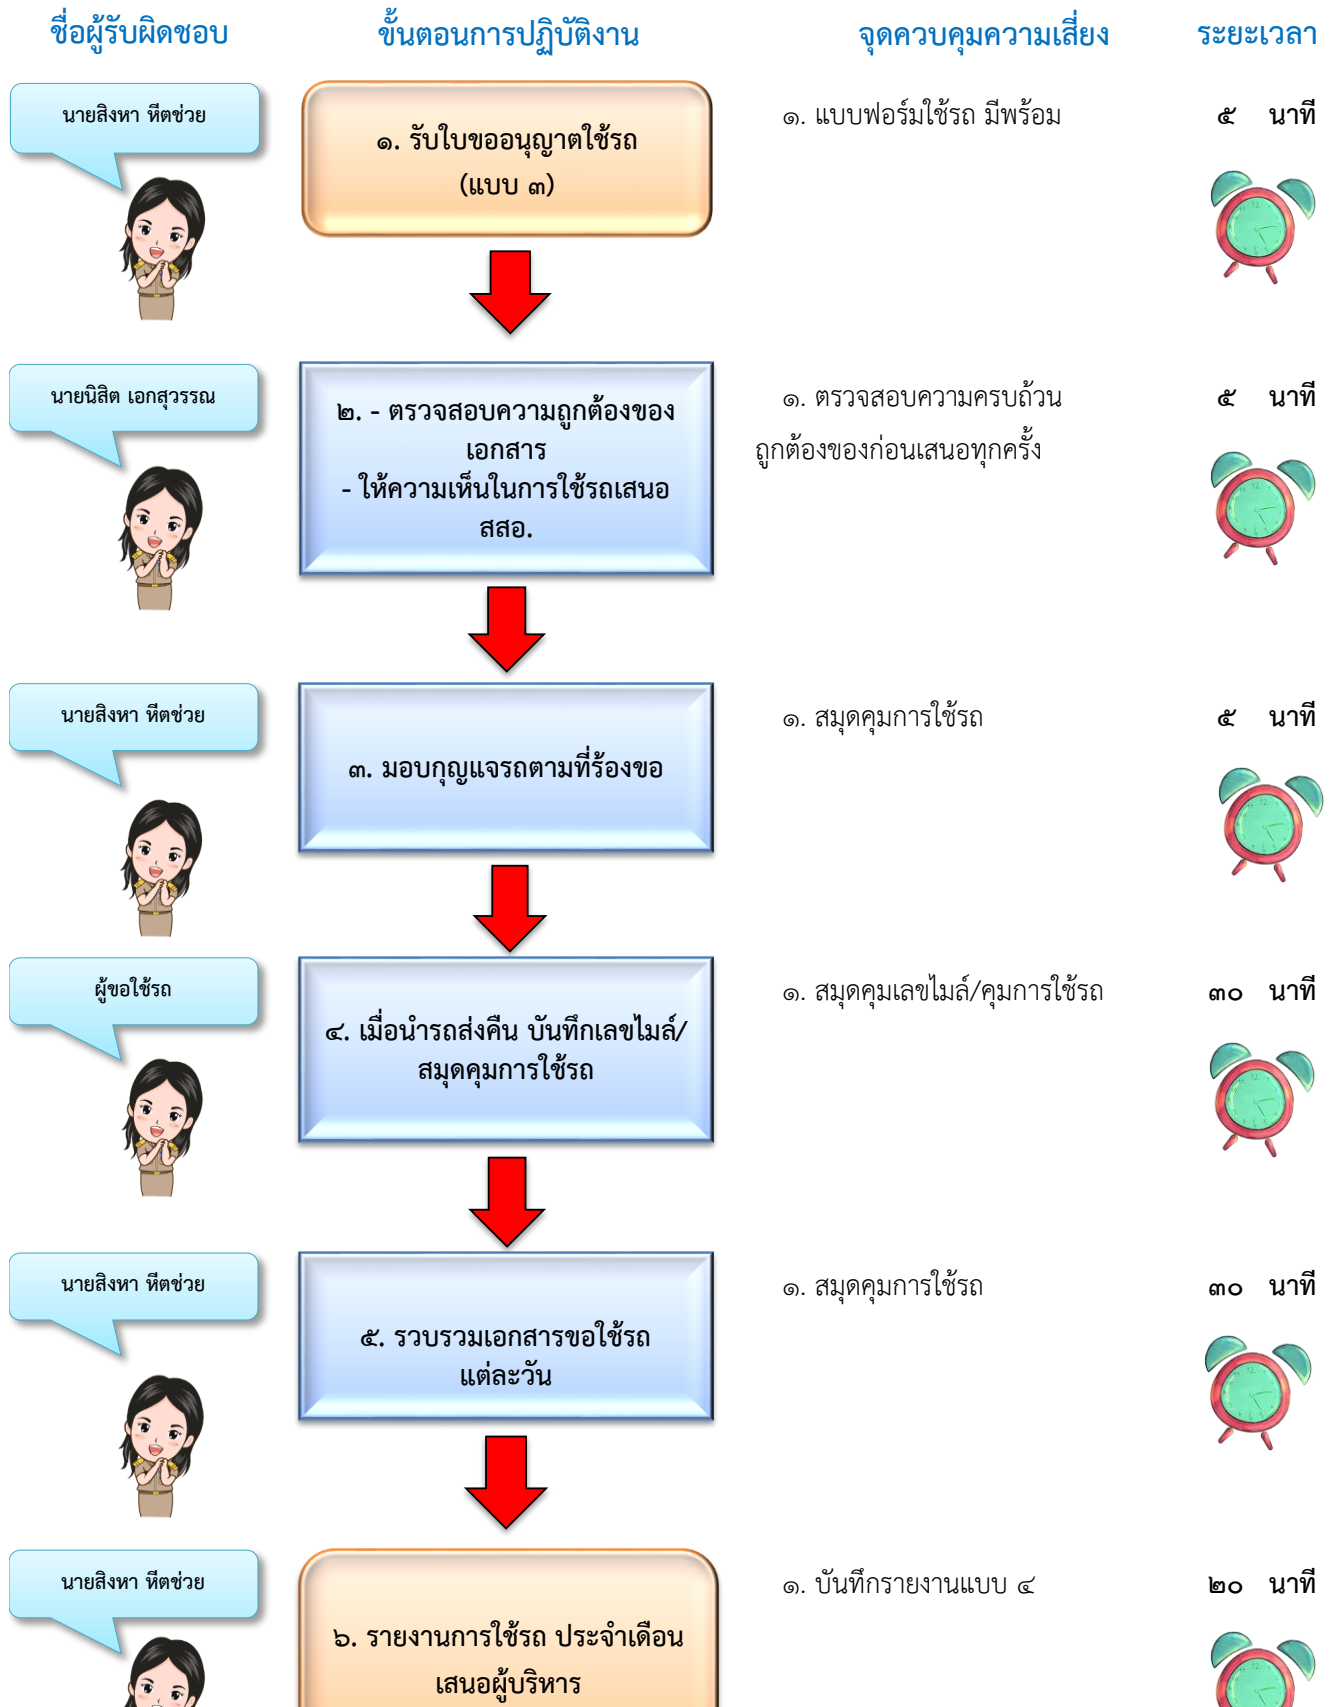 ชื่อผู้รับผิดชอบ ขั้นตอนการปฏิบัติงาน จุดควบคุมความเสี่ยง ระยะเวลา
นายสิงหา หีตช่วย
๑. รับใบขออนุญาตใช้รถ
(แบบ ๓)
๑. แบบฟอร์มใช้รถ มีพร้อม
๕ นาที
นายนิสิต เอกสุวรรณ
๒. - ตรวจสอบความถูกต้องของ
เอกสาร
- ให้ความเห็นในการใช้รถเสนอ
สสอ.
๑. ตรวจสอบความครบถ้วน
ถูกต้องของก่อนเสนอทุกครั้ง
๕ นาที
นายสิงหา หีตช่วย
๓. มอบกุญแจรถตามที่ร้องขอ
๑. สมุดคุมการใช้รถ
๕ นาที
ผู้ขอใช้รถ
๔. เมื่อนำรถส่งคืน บันทึกเลขไมล์/
สมุดคุมการใช้รถ
๑. สมุดคุมเลขไมล์/คุมการใช้รถ
๓๐ นาที
นายสิงหา หีตช่วย
๕. รวบรวมเอกสารขอใช้รถ
แต่ละวัน
๑. สมุดคุมการใช้รถ
๓๐ นาที
นายสิงหา หีตช่วย
๖. รายงานการใช้รถ ประจำเดือน
เสนอผู้บริหาร
๑. บันทึกรายงานแบบ ๔
๒๐ นาที